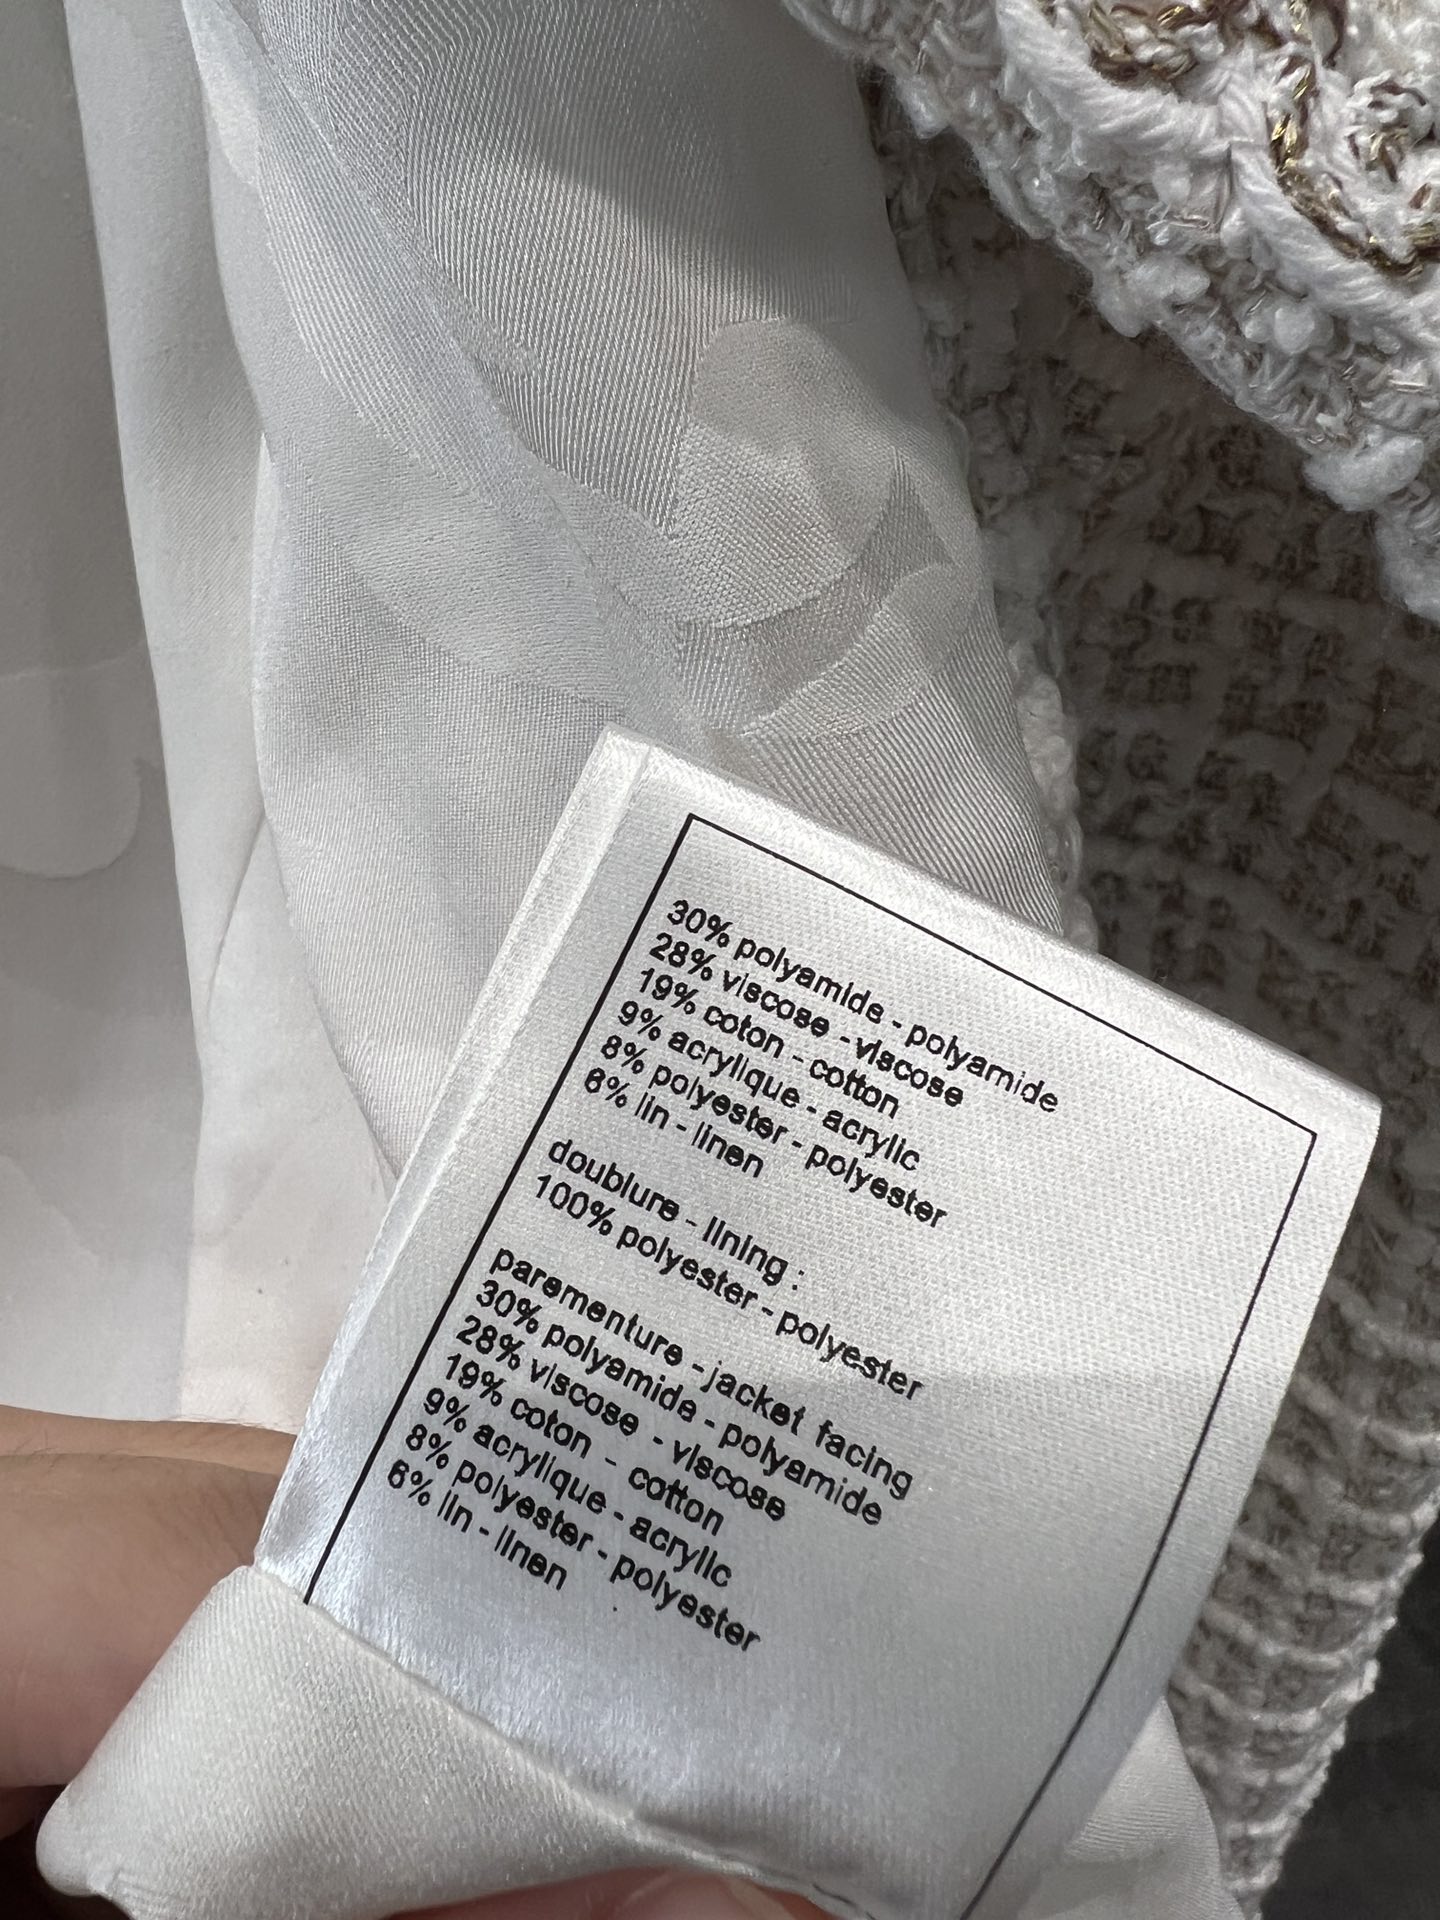 30% polyamide - polyamide
28% viscose - viscose
19% coton - cotton
9% acrylique - acrylic
8% polyester - polyester
6% lin - linen
doublure - lining :
100% polyester - polyester
parementure - jacket facing
30% polyamide - polyamide
28% viscose - viscose
19% coton - cotton
9% acrylique - acrylic
8% polyester - polyester
6% lin - linen